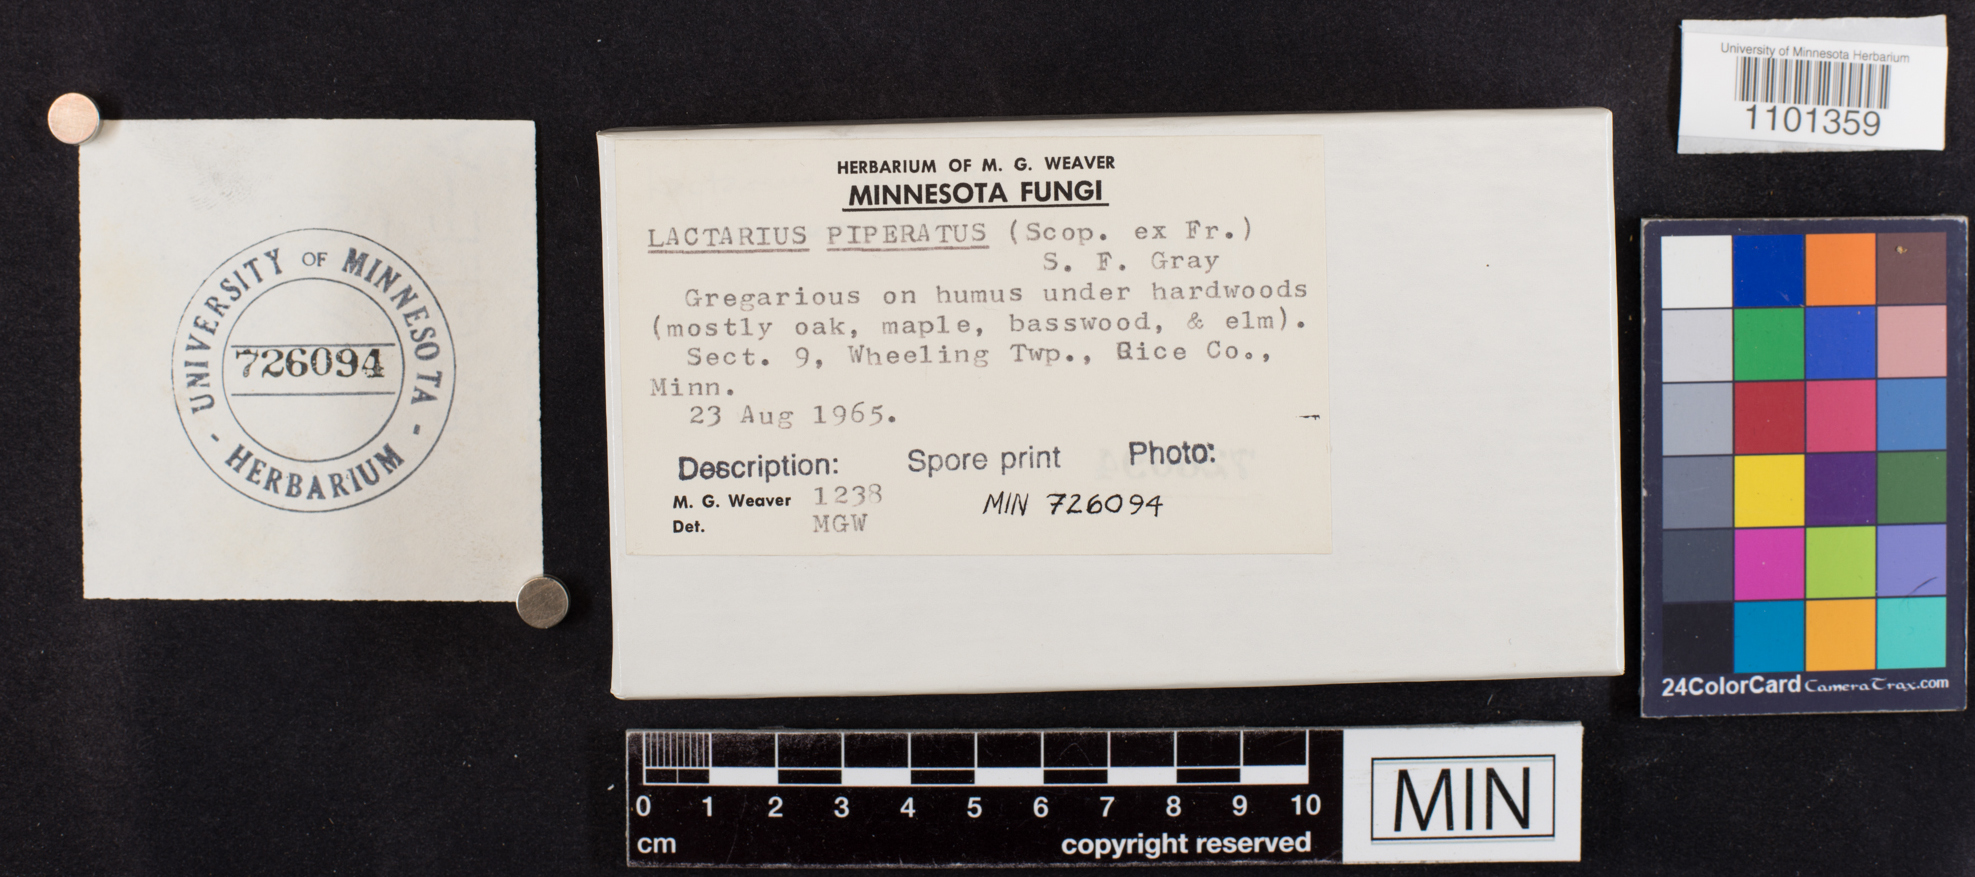 UNIVERSITY OF MINNESOTA
726094
- HERBARIUM -
HERBARIUM OF M. G. WEAVER
MINNESOTA FUNGI
LACTARIUS PIPERATUS (Scop. ex Fr.)
S. F. Gray
Gregarious on humus under hardwoods
(mostly oak, maple, basswood, & elm).
Sect. 9, Wheeling Twp., Rice Co.,
Minn.
23 Aug 1965.
Description: Spore print Photo:
M. G. Weaver 1238
Det. MGW
MIN 726094
University of Minnesota Herbarium
1101359
24ColorCard CameraTrax.com
0 1 2 3 4 5 6 7 8 9 10
cm copyright reserved
MIN